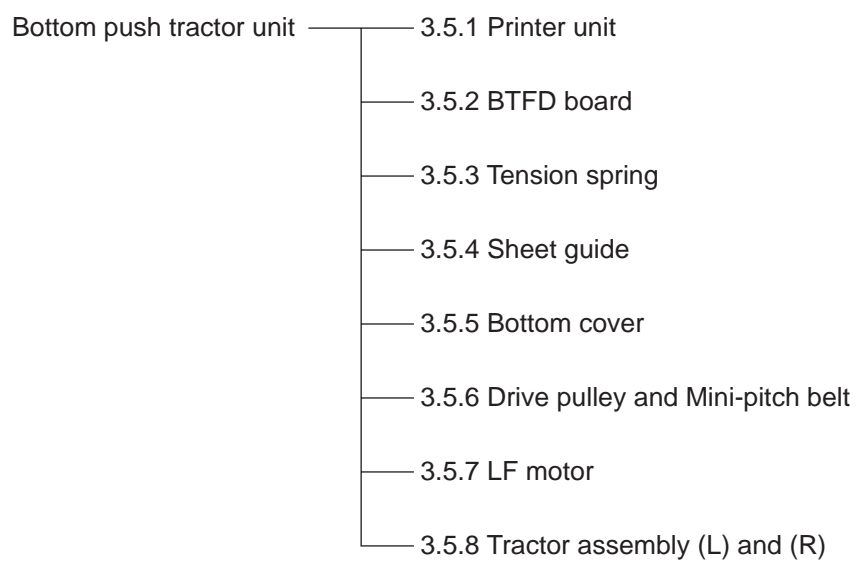 Bottom push tractor unit 3.5.1 Printer unit
3.5.2 BTFD board
3.5.3 Tension spring
3.5.4 Sheet guide
3.5.5 Bottom cover
3.5.6 Drive pulley and Mini-pitch belt
3.5.7 LF motor
3.5.8 Tractor assembly (L) and (R)